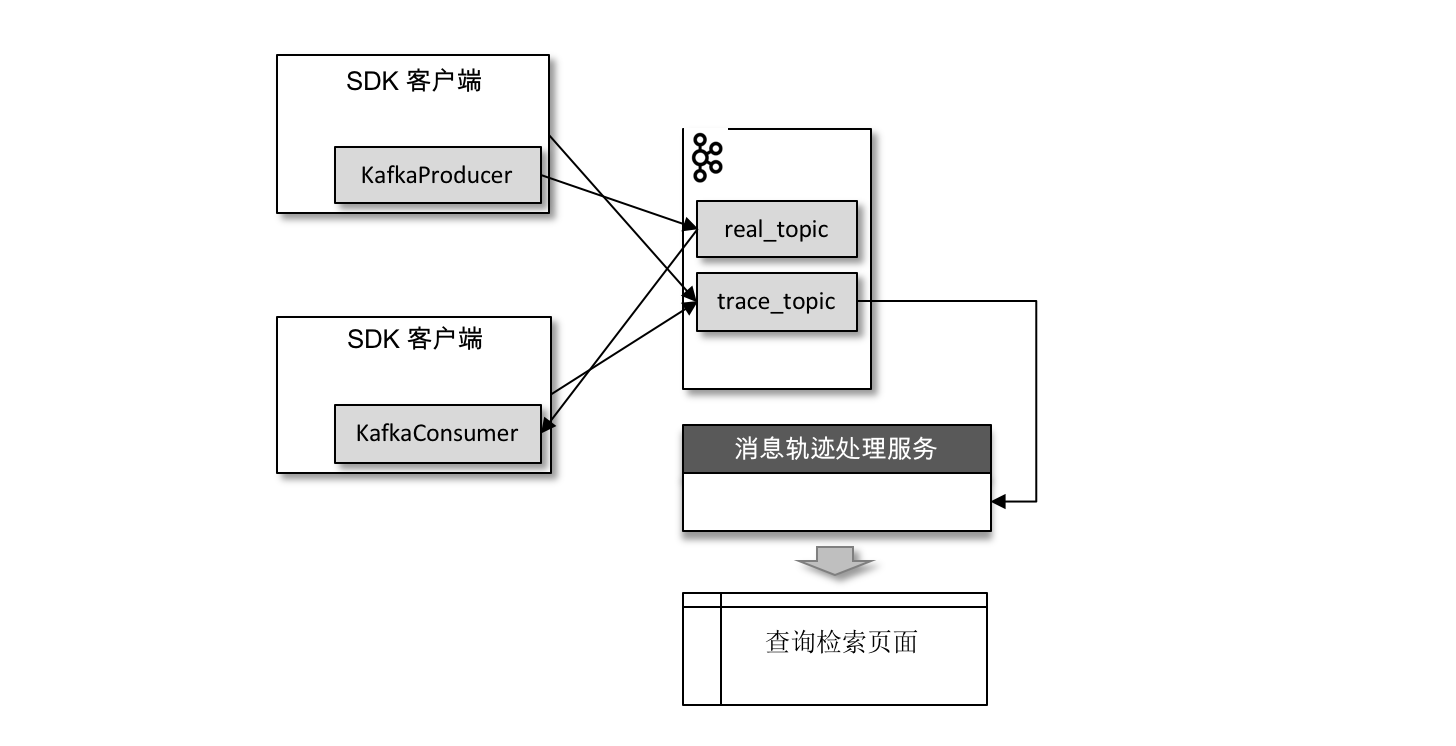 SDK 客户端
KafkaProducer
real_topic
trace_topic
SDK 客户端
KafkaConsumer
消息轨迹处理服务
查询检索页面